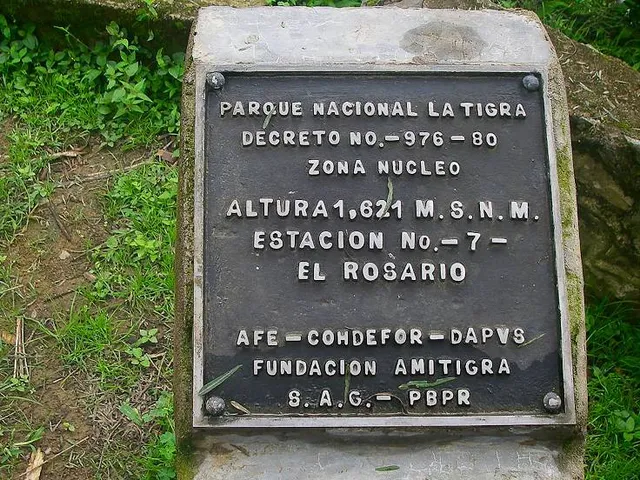 PARQUE NACIONAL LA TIGRA
DECRETO NO.-976-80
ZONA NUCLEO
ALTURA 1,621 M.S.N.M.
ESTACION No.-7-
EL ROSARIO
AFE-COHDEFOR-DAPVS
FUNDACION AMITIGRA
S.A.G.- PBPR